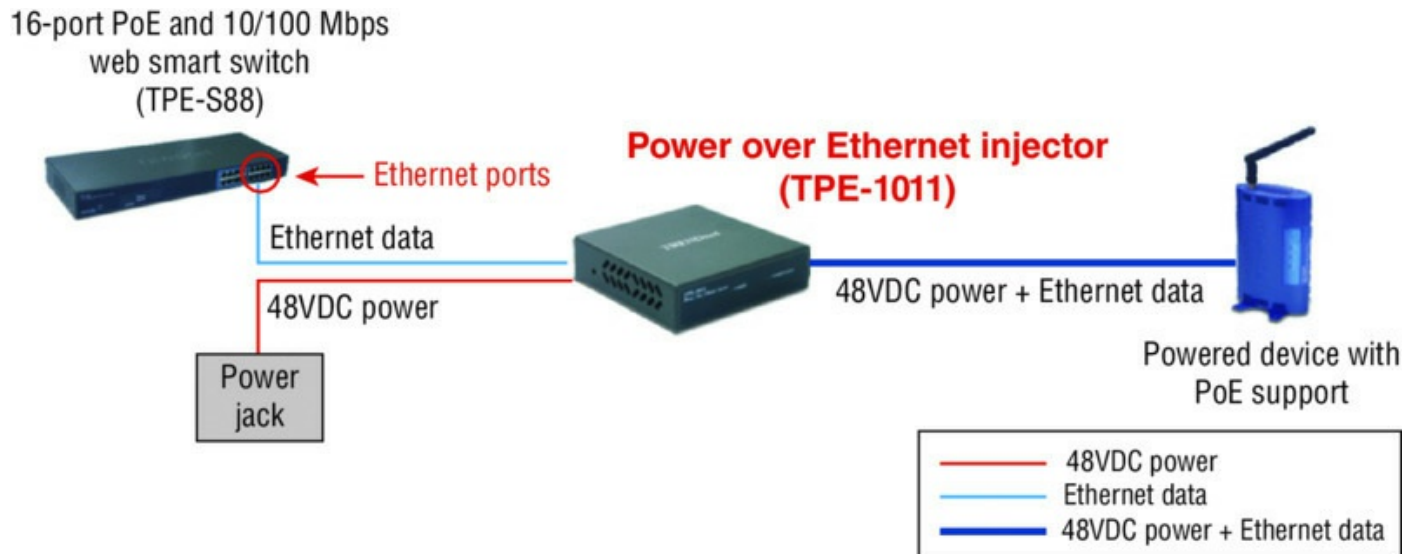 16-port PoE and 10/100 Mbps
web smart switch
(TPE-S88)
Ethernet ports
Power over Ethernet injector
(TPE-1011)
Ethernet data
48VDC power
TRENDnet
48VDC power + Ethernet data
Power
jack
Powered device with
PoE support
48VDC power
Ethernet data
48VDC power + Ethernet data